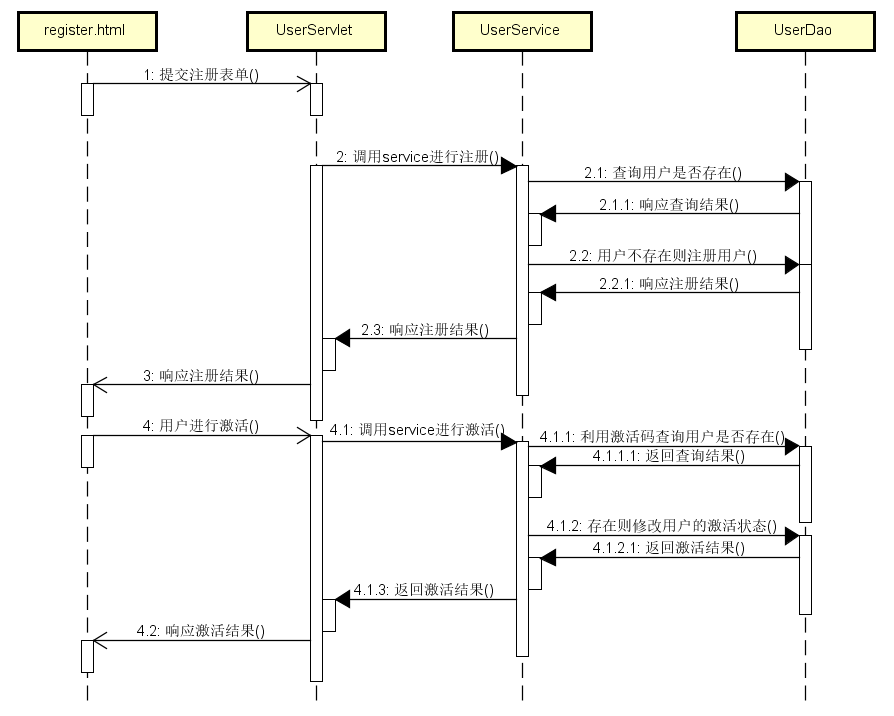 register.html
UserServlet
UserService
UserDao
1: 提交注册表单()
2: 调用service进行注册()
2.1: 查询用户是否存在()
2.1.1: 响应查询结果()
2.2: 用户不存在则注册用户()
2.2.1: 响应注册结果()
2.3: 响应注册结果()
3: 响应注册结果()
4: 用户进行激活()
4.1: 调用service进行激活()
4.1.1: 利用激活码查询用户是否存在()
4.1.1.1: 返回查询结果()
4.1.2: 存在则修改用户的激活状态()
4.1.2.1: 返回激活结果()
4.1.3: 返回激活结果()
4.2: 响应激活结果()